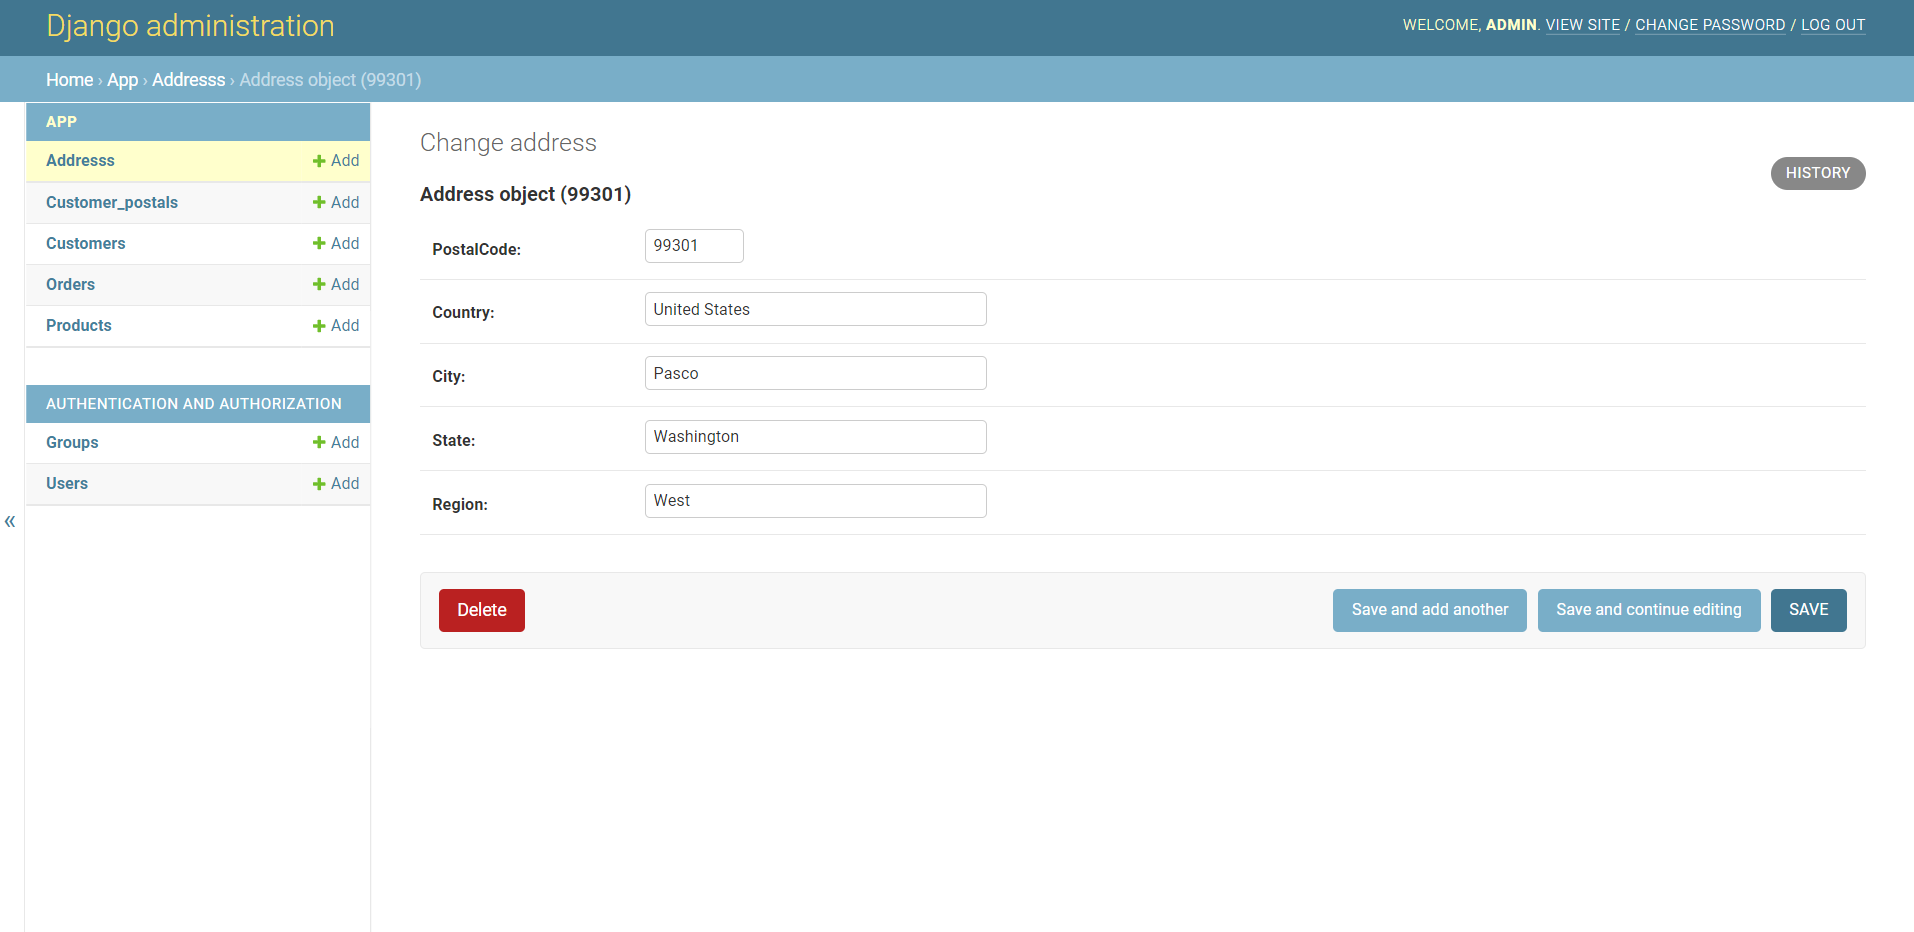 Django administration
WELCOME, ADMIN. VIEW SITE / CHANGE PASSWORD / LOG OUT
Home › App › Addresss › Address object (99301)
APP
Addresss + Add
Customer_postals + Add
Customers + Add
Orders + Add
Products + Add
AUTHENTICATION AND AUTHORIZATION
Groups + Add
Users + Add
«
Change address
HISTORY
Address object (99301)
PostalCode: 99301
Country: United States
City: Pasco
State: Washington
Region: West
Delete Save and add another Save and continue editing SAVE